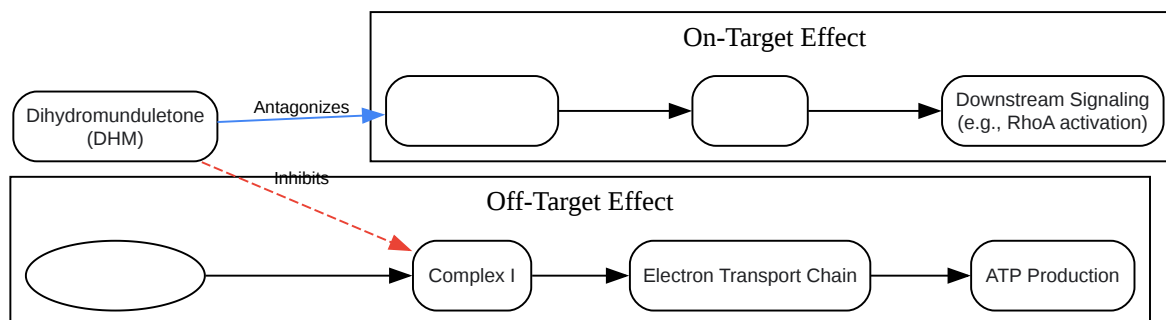 On-Target Effect
Dihydromunduletone
(DHM)
Antagonizes
Downstream Signaling
(e.g., RhoA activation)
Inhibits
Off-Target Effect
Complex I
Electron Transport Chain
ATP Production